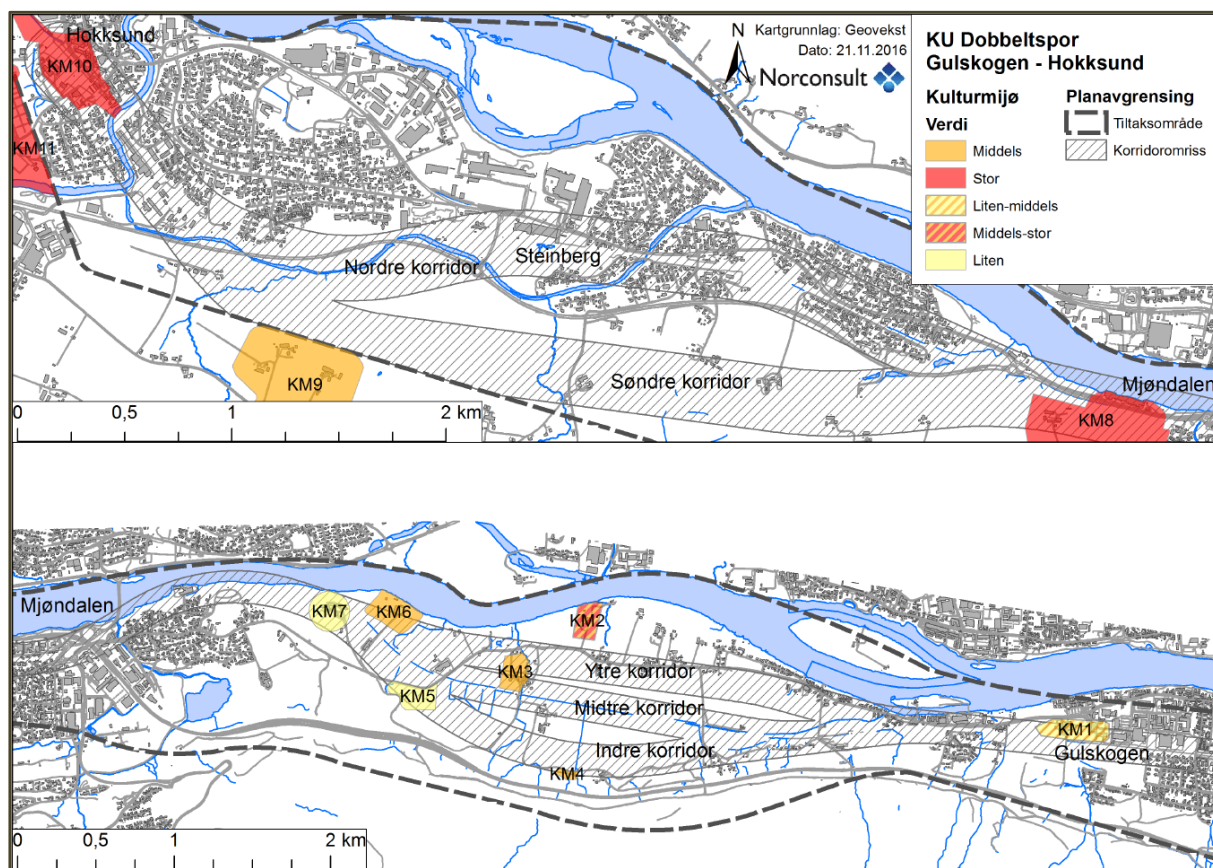 Hokksund
KM10
KM11
N
Kartgrunnlag: Geovekst
Dato: 21.11.2016
Norconsult
KU Dobbeltspor
Gulskogen - Hokksund
Kulturmijø
Verdi
Middels
Stor
Liten-middels
Middels-stor
Liten
Planavgrensing
Tiltaksområde
Korridoromriss
Nordre korridor
Steinberg
KM9
Søndre korridor
Mjøndalen
KM8
0 0,5 1 2 km
Mjøndalen
KM7
KM6
KM2
KM3
Ytre korridor
KM5
Midtre korridor
KM1
Indre korridor
Gulskogen
KM4
0 0,5 1 2 km